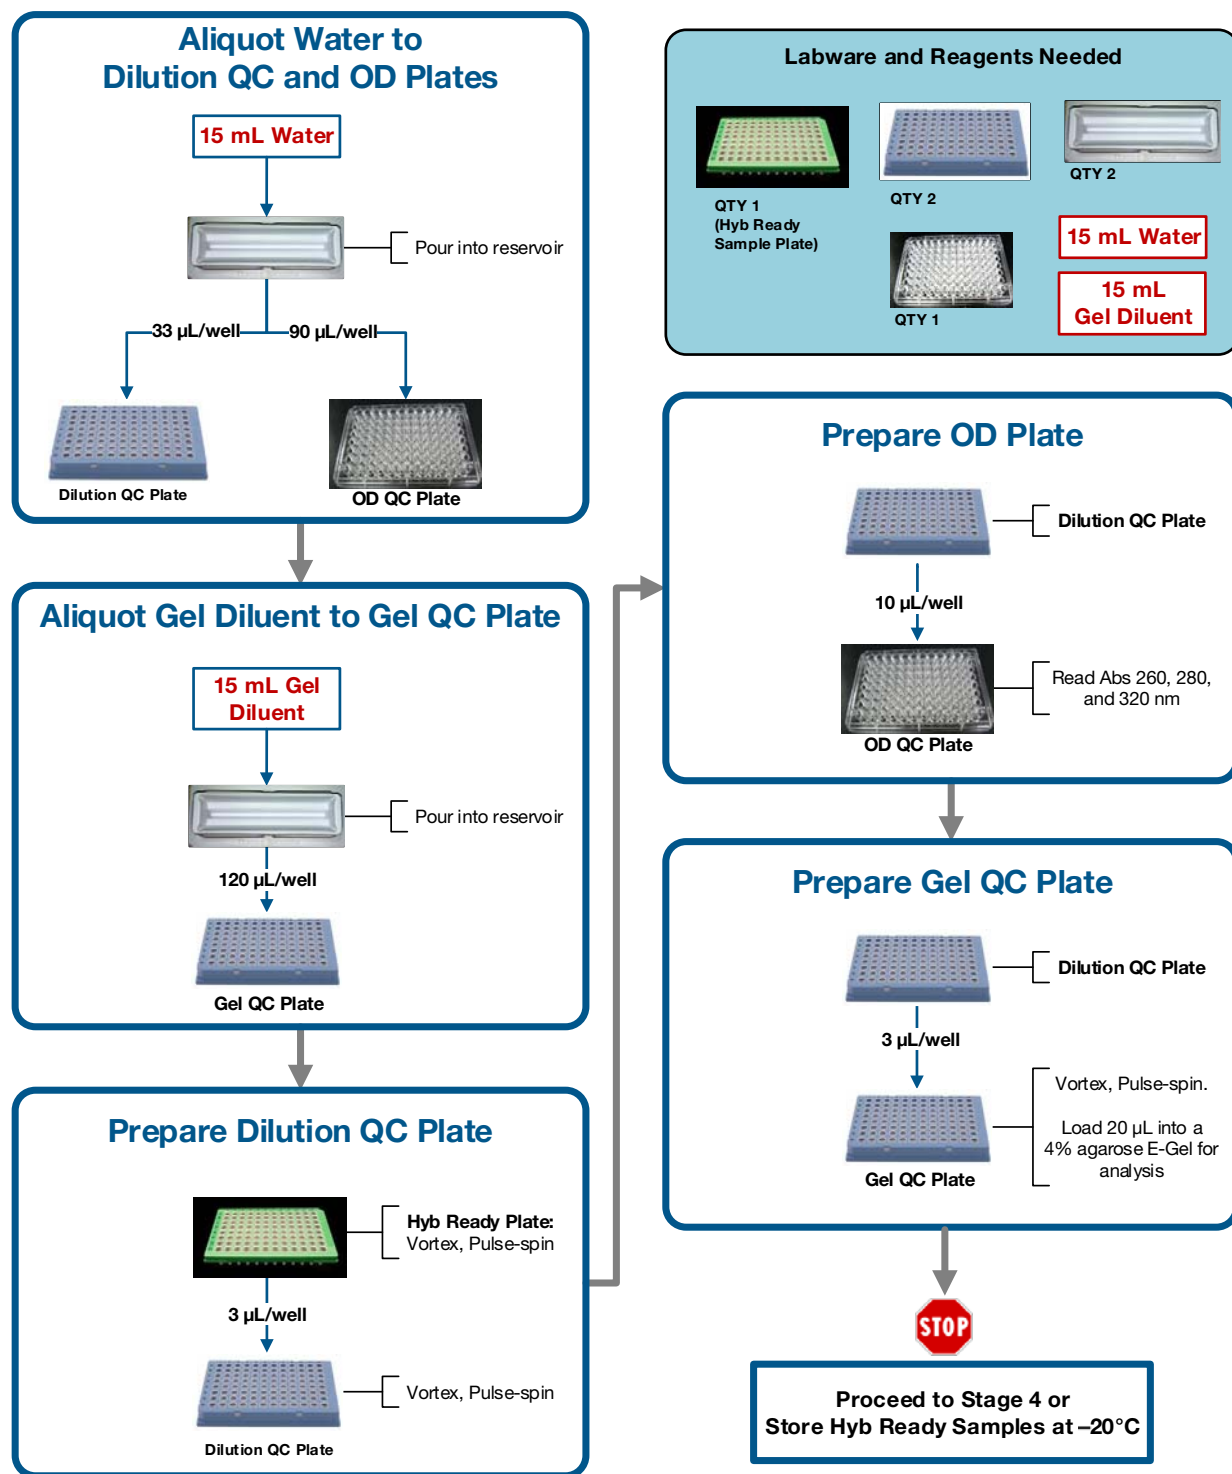 Aliquot Water to
Dilution QC and OD Plates
15 mL Water
Pour into reservoir
33 µL/well
90 µL/well
Dilution QC Plate
OD QC Plate
Aliquot Gel Diluent to Gel QC Plate
15 mL Gel
Diluent
Pour into reservoir
120 µL/well
Gel QC Plate
Prepare Dilution QC Plate
Hyb Ready Plate:
Vortex, Pulse-spin
3 µL/well
Vortex, Pulse-spin
Dilution QC Plate
Labware and Reagents Needed
QTY 1
(Hyb Ready
Sample Plate)
QTY 2
QTY 2
QTY 1
15 mL Water
15 mL
Gel Diluent
Prepare OD Plate
Dilution QC Plate
10 µL/well
Read Abs 260, 280,
and 320 nm
OD QC Plate
Prepare Gel QC Plate
Dilution QC Plate
3 µL/well
Vortex, Pulse-spin.
Load 20 µL into a
4% agarose E-Gel for
analysis
Gel QC Plate
STOP
Proceed to Stage 4 or
Store Hyb Ready Samples at –20°C